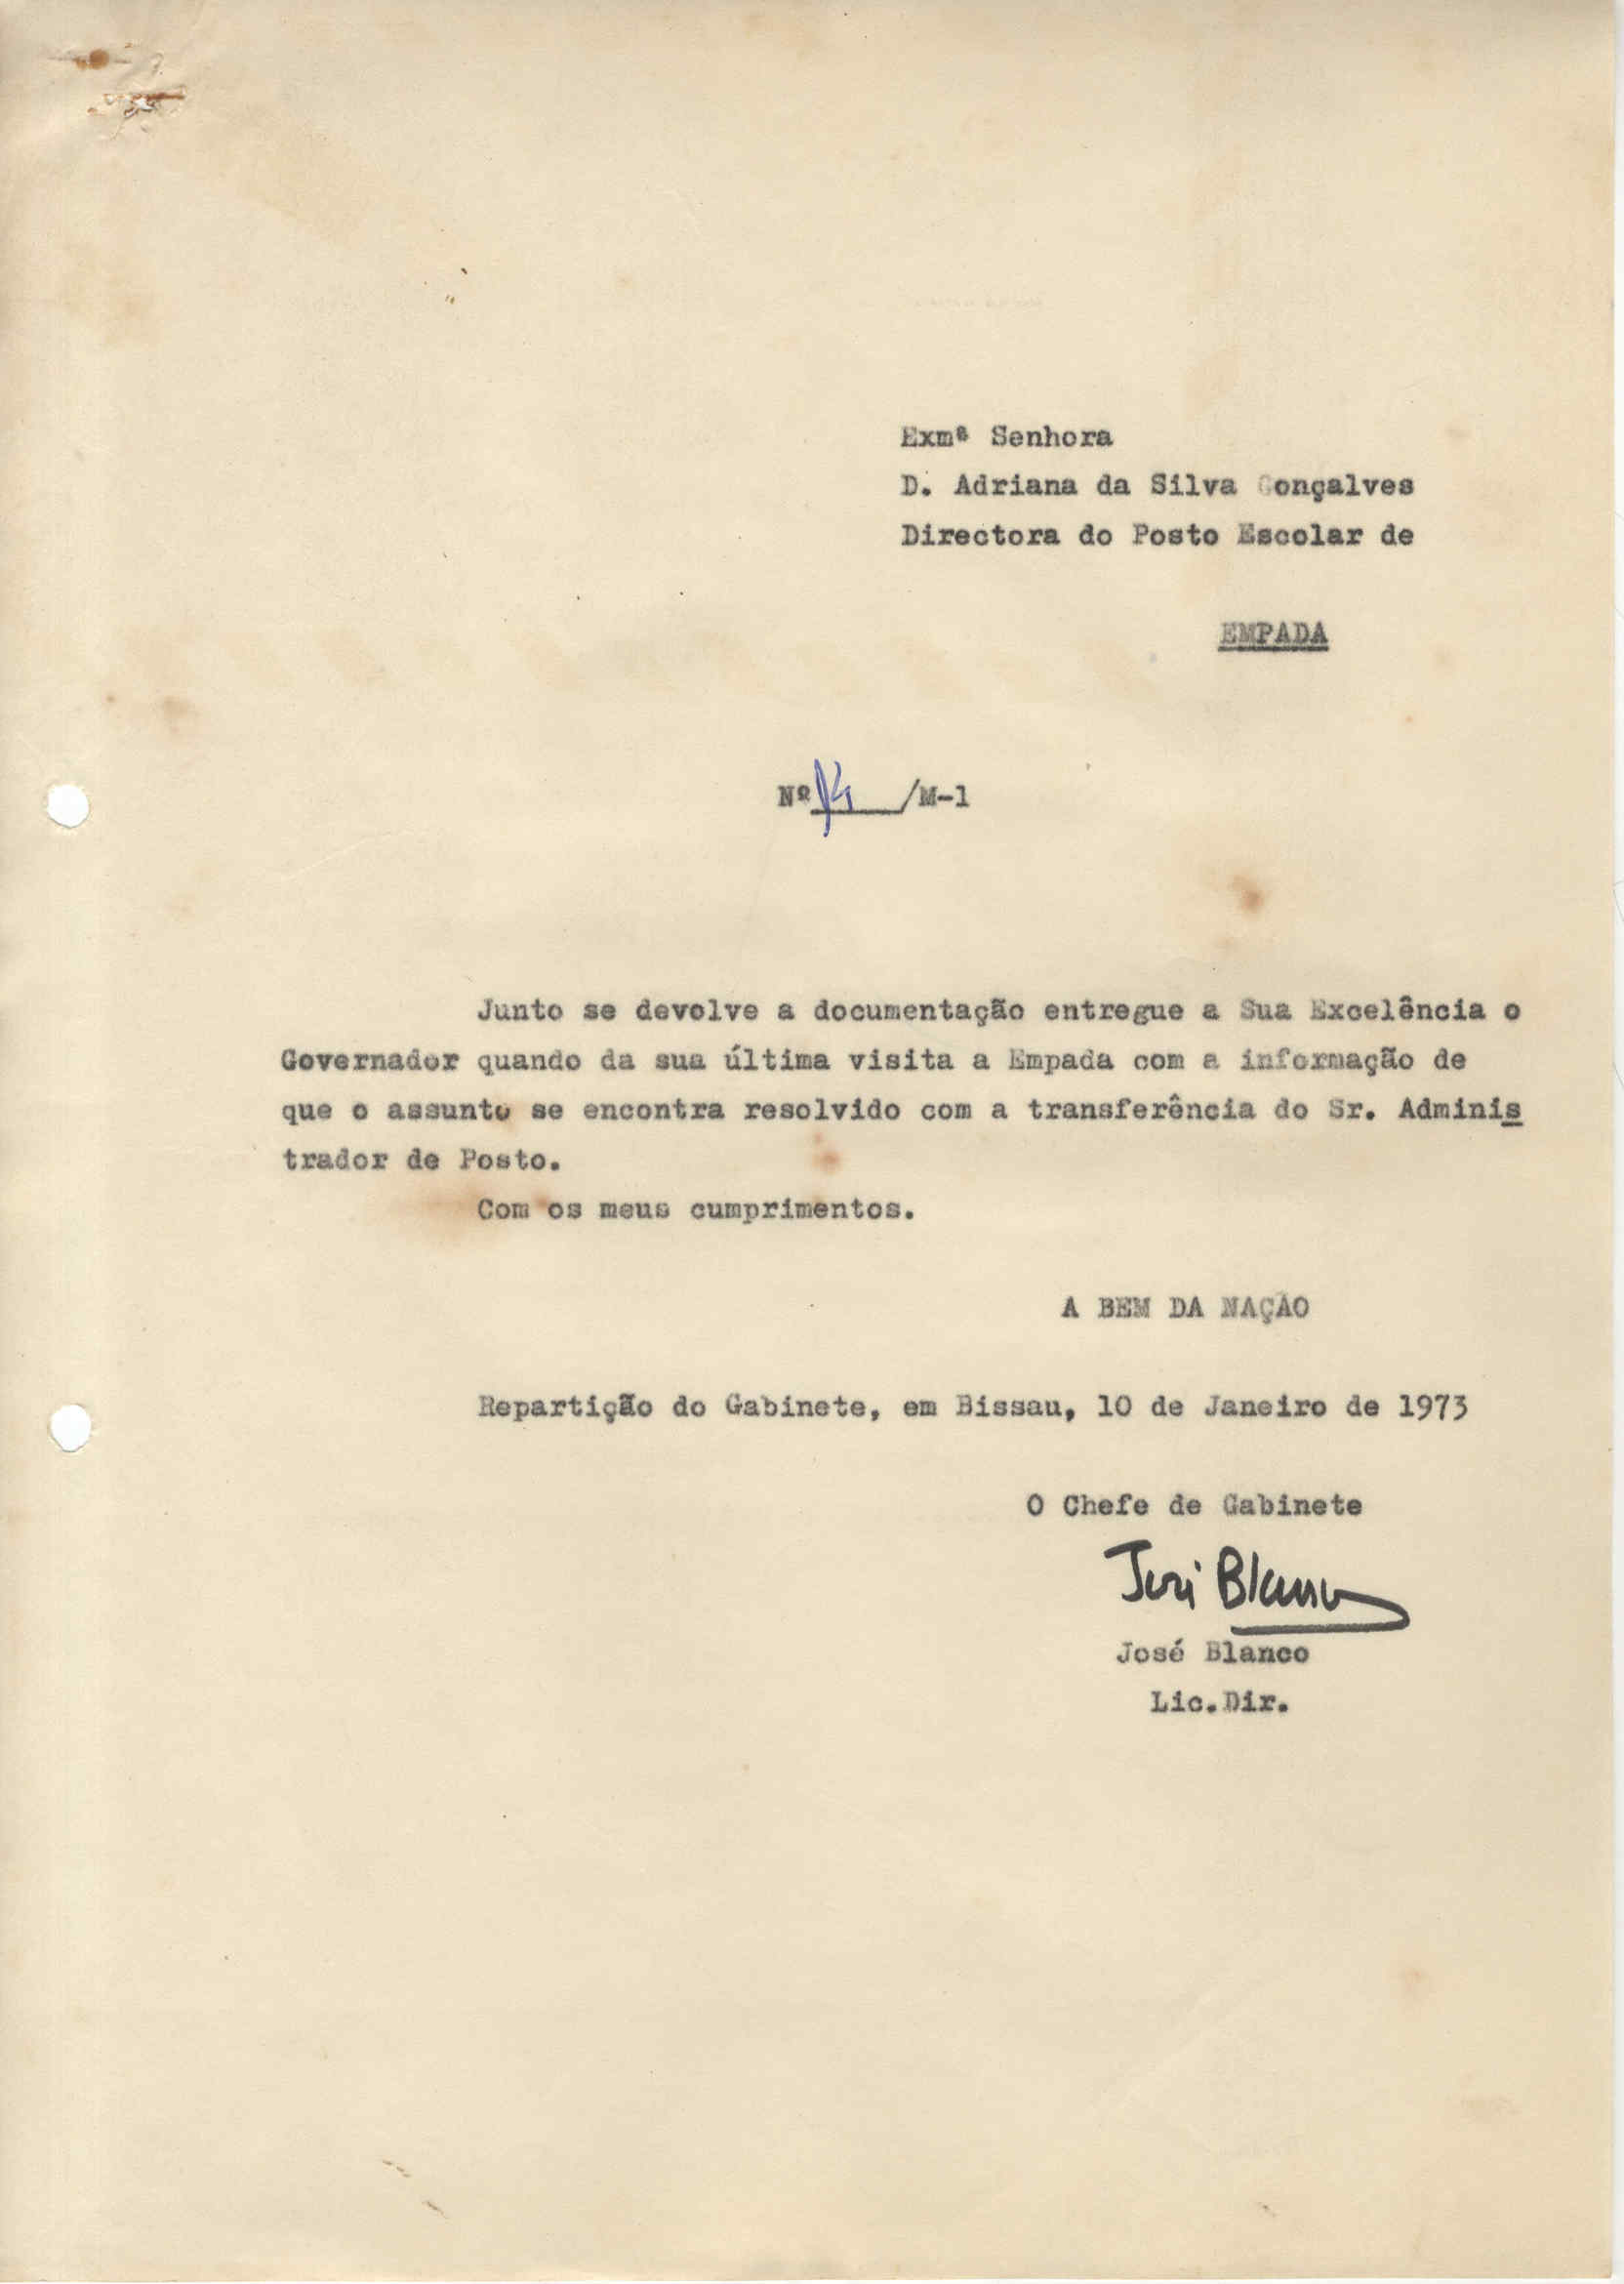 Exmª Senhora
D. Adriana da Silva Gonçalves
Directora do Posto Escolar de
EMPADA
Nº 14 /M-1
Junto se devolve a documentação entregue a Sua Excelência o
Governador quando da sua última visita a Empada com a informação de
que o assunto se encontra resolvido com a transferência do Sr. Adminis
trador de Posto.
Com os meus cumprimentos.
A BEM DA NAÇÃO
Repartição do Gabinete, em Bissau, 10 de Janeiro de 1973
O Chefe de Gabinete
José Blanco
José Blanco
Lic.Dir.